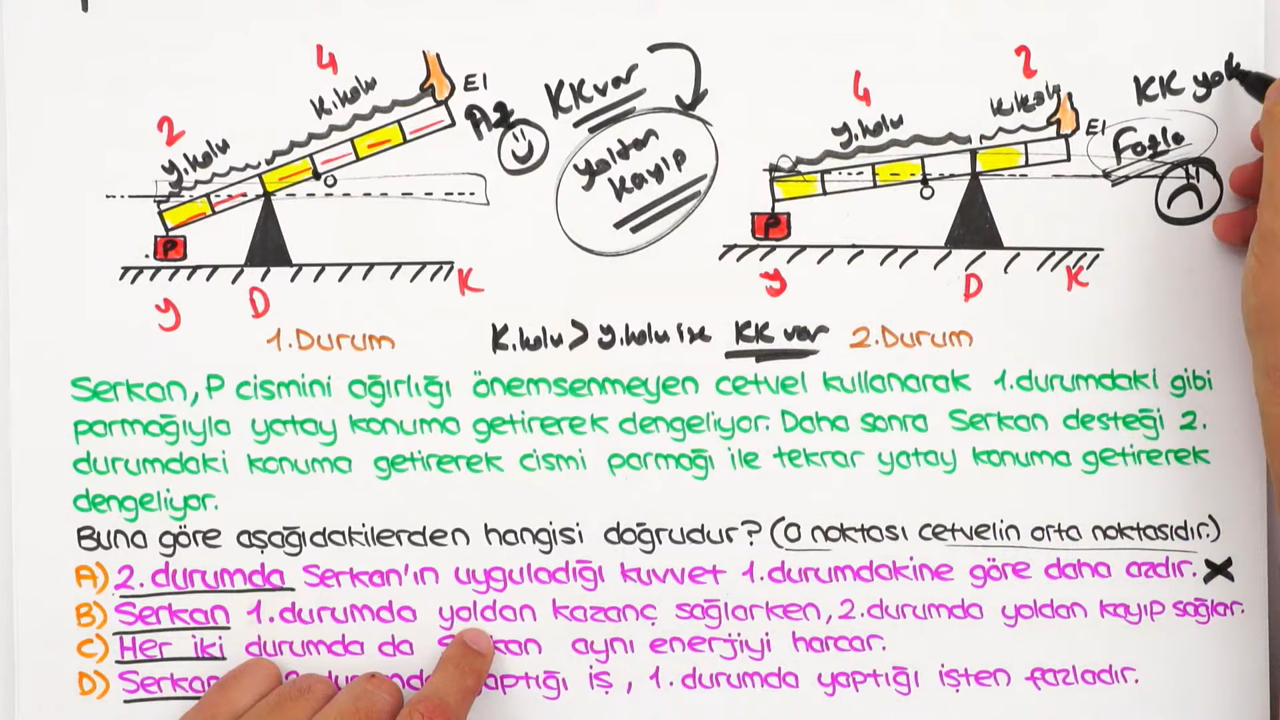 4
2
K.kolu
y.kolu
El
Az
KK var
yoldan kayıp
P
y
D
K
1.Durum
4
2
y.kolu
K.kolu
El
KK yok
Fazla
P
y
D
K
K.kolu > y.kolu ise KK var
2.Durum
Serkan, P cismini ağırlığı önemsenmeyen cetvel kullanarak 1.durumdaki gibi
parmağıyla yatay konuma getirerek dengeliyor. Daha sonra Serkan desteği 2.
durumdaki konuma getirerek cismi parmağı ile tekrar yatay konuma getirerek
dengeliyor.
Buna göre aşağıdakilerden hangisi doğrudur? (O noktası cetvelin orta noktasıdır.)
A) 2. durumda Serkan'ın uyguladığı kuvvet 1.durumdakine göre daha azdır. X
B) Serkan 1.durumda yoldan kazanç sağlarken, 2.durumda yoldan kayıp sağlar.
C) Her iki durumda da aynı enerjiyi harcar.
D) yaptığı iş, 1.durumda yaptığı işten fazladır.